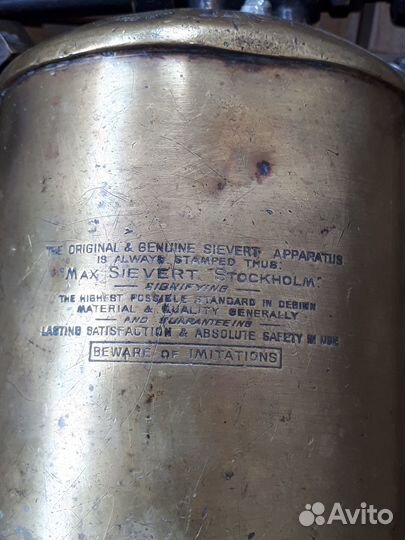 THE ORIGINAL & GENUINE SIEVERT APPARATUS
IS ALWAYS STAMPED THUS:
"MAX SIEVERT STOCKHOLM"
SIGNIFYING
THE HIGHEST POSSIBLE STANDARD IN DESIGN
MATERIAL & QUALITY GENERALLY
AND GUARANTEEING
LASTING SATISFACTION & ABSOLUTE SAFETY IN USE
BEWARE OF IMITATIONS
Avito